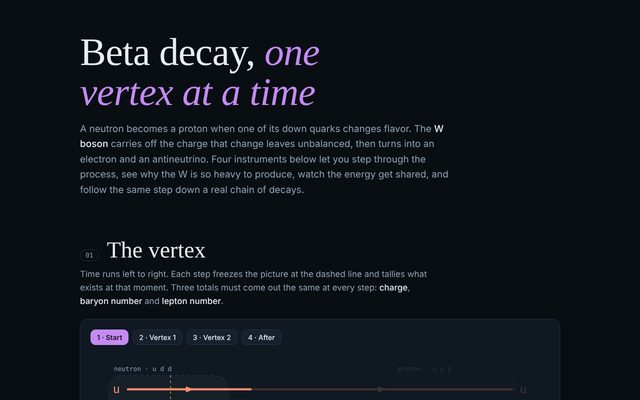 Beta decay, one
vertex at a time
A neutron becomes a proton when one of its down quarks changes flavor. The W
boson carries off the charge that change leaves unbalanced, then turns into an
electron and an antineutrino. Four instruments below let you step through the
process, see why the W is so heavy to produce, watch the energy get shared, and
follow the same step down a real chain of decays.
01 The vertex
Time runs left to right. Each step freezes the picture at the dashed line and tallies what
exists at that moment. Three totals must come out the same at every step: charge,
baryon number and lepton number.
1 · Start 2 · Vertex 1 3 · Vertex 2 4 · After
neutron · u d d proton · u u d
u u